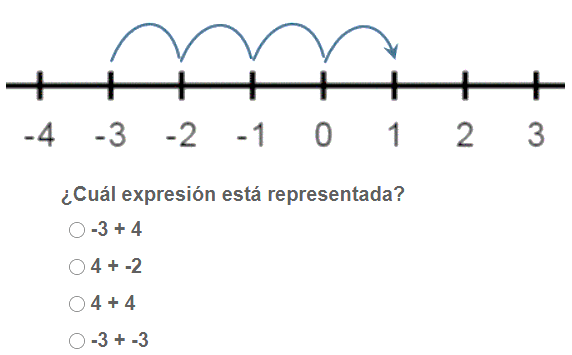 -4 -3 -2 -1 0 1 2 3
¿Cuál expresión está representada?
-3 + 4
4 + -2
4 + 4
-3 + -3